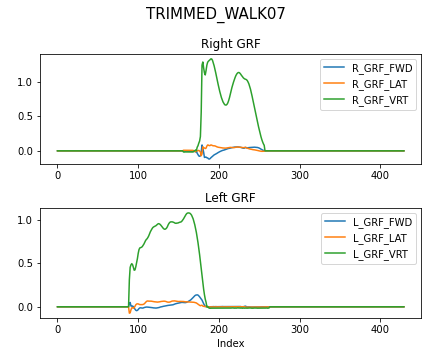 TRIMMED_WALK07
Right GRF
R_GRF_FWD
R_GRF_LAT
R_GRF_VRT
1.0
0.5
0.0
0 100 200 300 400
Left GRF
L_GRF_FWD
L_GRF_LAT
L_GRF_VRT
1.0
0.5
0.0
0 100 200 300 400
Index